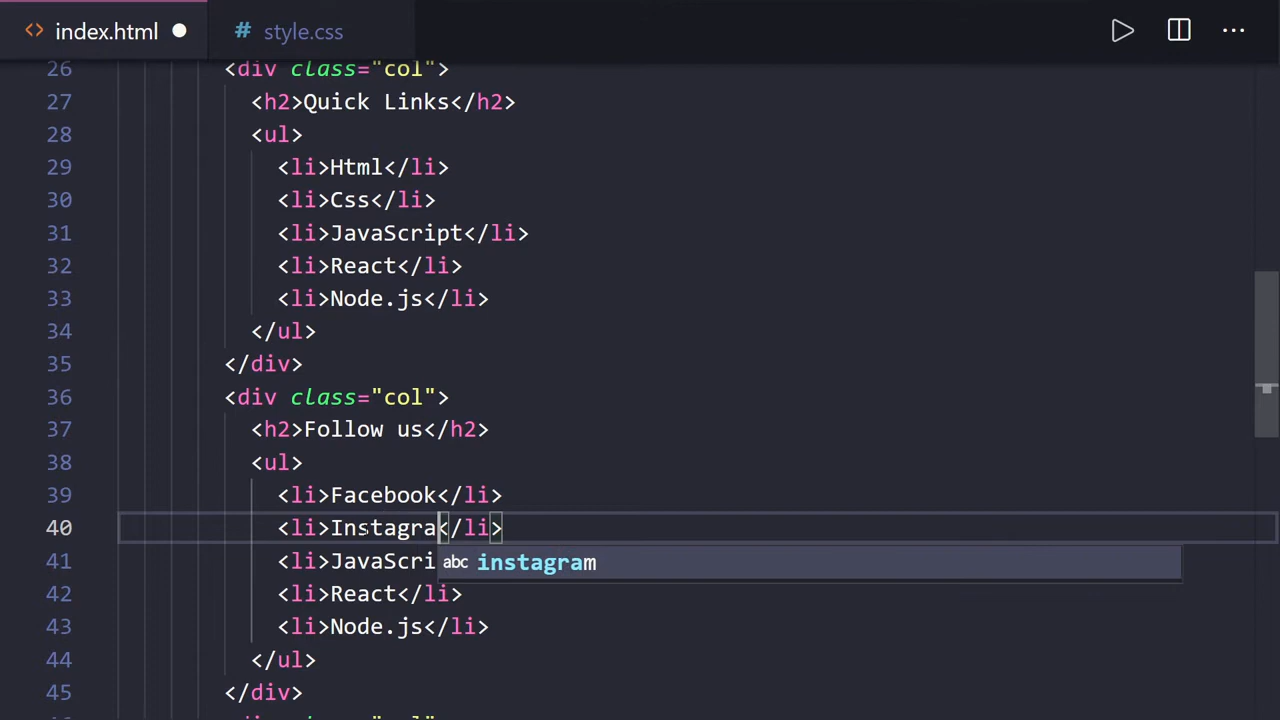 index.html
# style.css
26 <div class="col">
27 <h2>Quick Links</h2>
28 <ul>
29 <li>Html</li>
30 <li>Css</li>
31 <li>JavaScript</li>
32 <li>React</li>
33 <li>Node.js</li>
34 </ul>
35 </div>
36 <div class="col">
37 <h2>Follow us</h2>
38 <ul>
39 <li>Facebook</li>
40 <li>Instagra</li>
41 <li>JavaScri
abc instagram
42 <li>React</li>
43 <li>Node.js</li>
44 </ul>
45 </div>